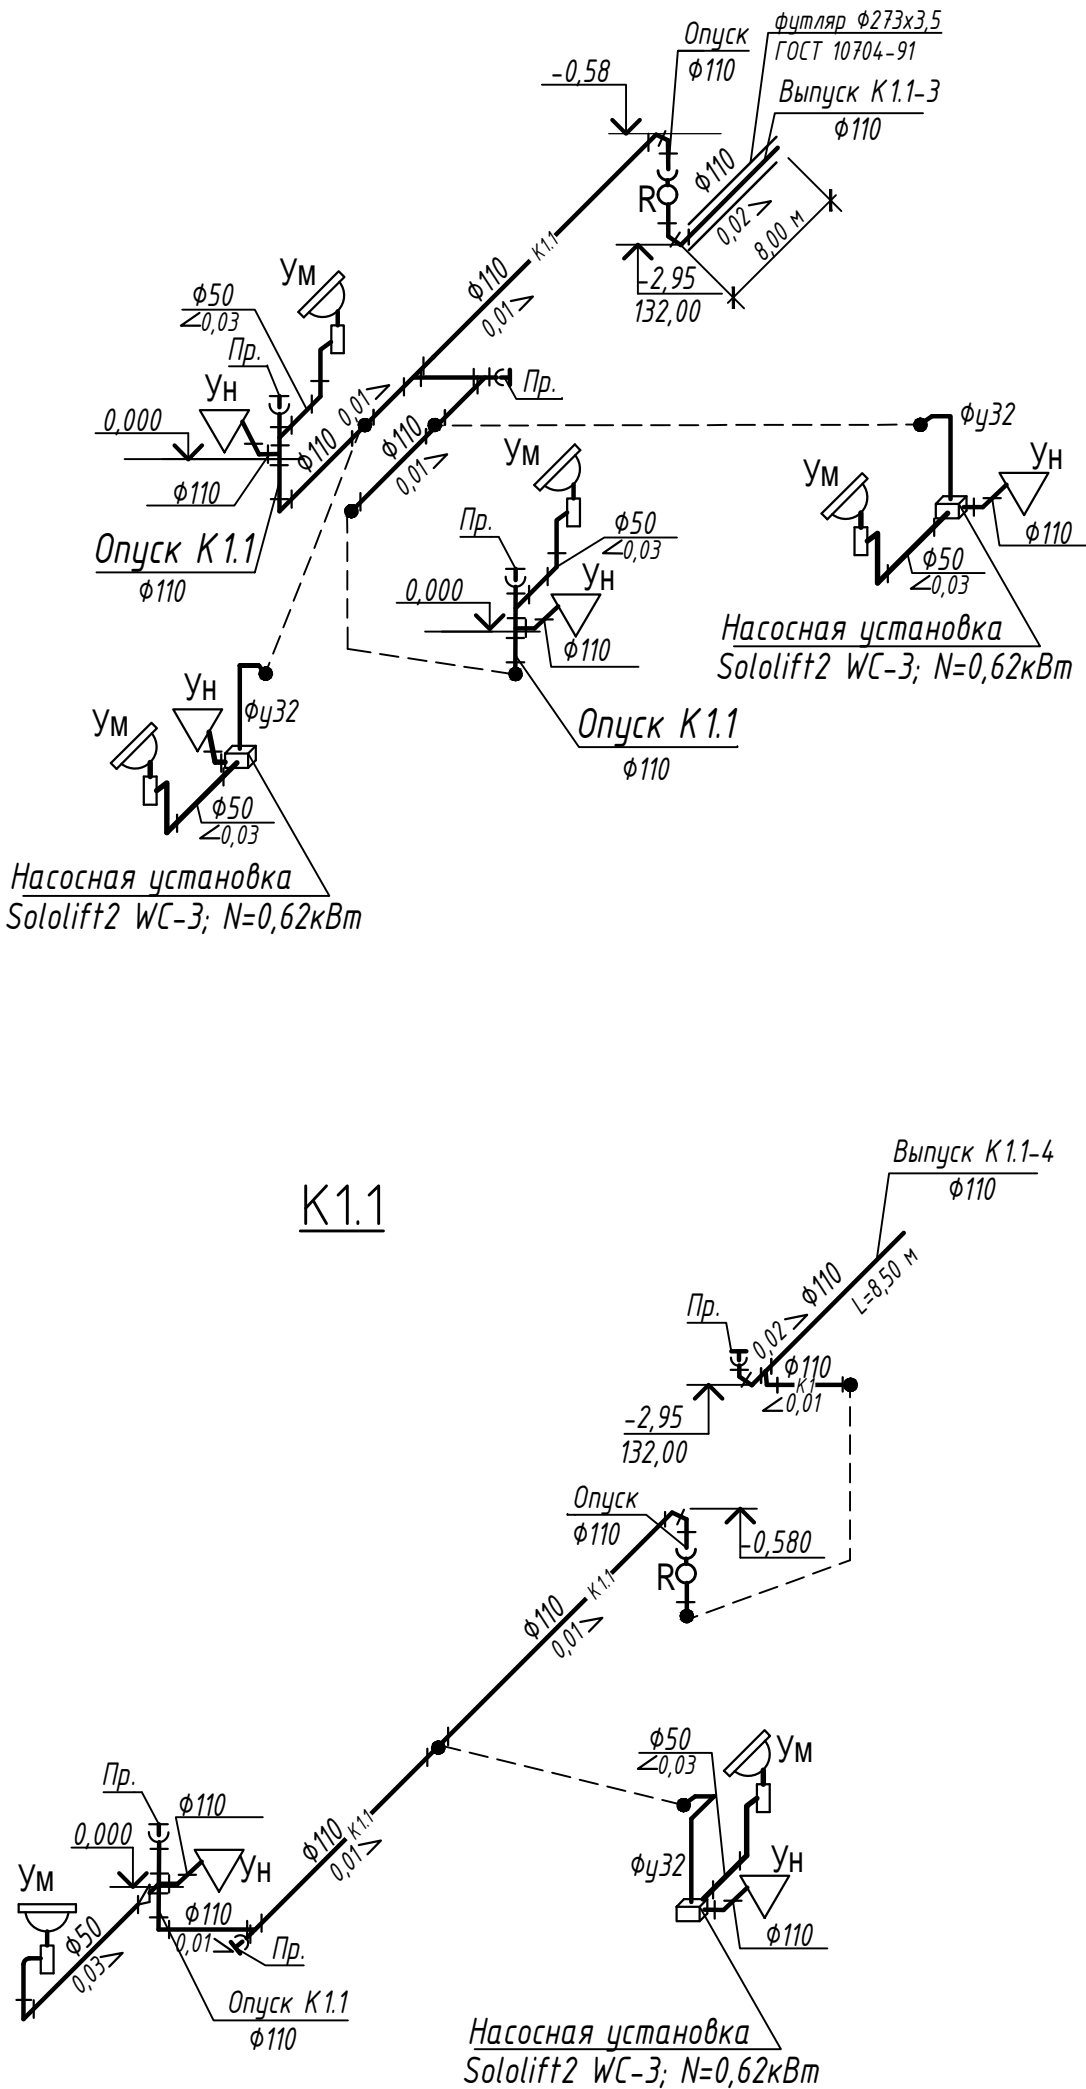 футляр Ф273х3,5
ГОСТ 10704-91
Опуск
Ф110
-0,58
Выпуск К1.1-3
Ф110
Ф110
R
0,02
8,00 м
К1.1
-2,95
132,00
Ф110
0,01
Ум
Ф50
0,03
Пр.
Ун
0,000
Ф110
0,01
Ф110
Ф110
0,01
Пр.
Ф110
Опуск К1.1
Ф110
Ум
Пр.
Ф50
0,03
Ун
0,000
Ф110
Опуск К1.1
Ф110
Фу32
Ум
Ун
Ф110
Ф50
0,03
Насосная установка
Sololift2 WC-3; N=0,62кВт
Ун
Ум
Фу32
Ф50
0,03
Насосная установка
Sololift2 WC-3; N=0,62кВт
К1.1
Выпуск К1.1-4
Ф110
Ф110
L=8,50 м
Пр.
0,02
Ф110
К1
0,01
-2,95
132,00
Опуск
Ф110
-0,580
R
К1.1
Ф110
0,01
Ф50
0,03
Ум
Фу32
Ун
Ф110
Насосная установка
Sololift2 WC-3; N=0,62кВт
Пр.
Ф110
0,000
Ун
Ум
Ф110
К1.1
0,01
Ф110
0,01
Пр.
Ф50
0,03
Опуск К1.1
Ф110